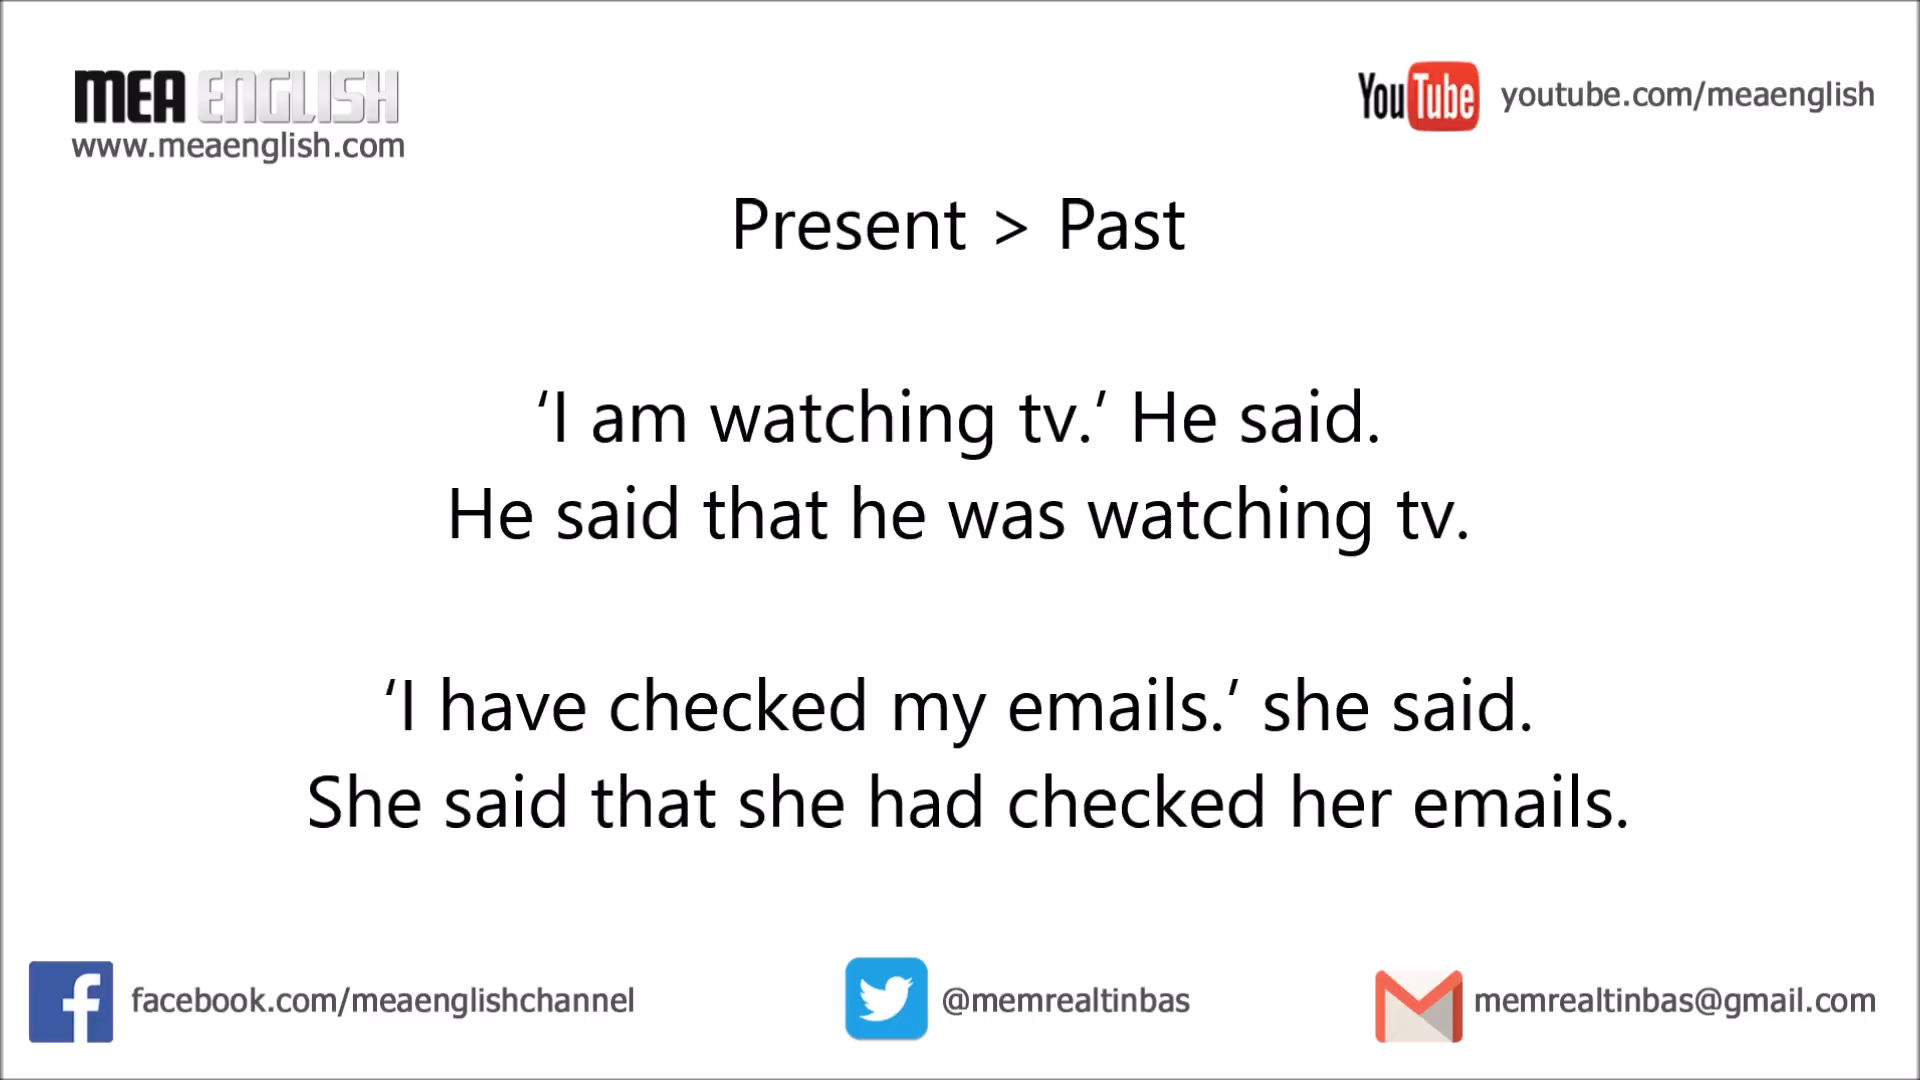 MEA ENGLISH
www.meaenglish.com
YouTube youtube.com/meaenglish
Present > Past
‘I am watching tv.’ He said.
He said that he was watching tv.
‘I have checked my emails.’ she said.
She said that she had checked her emails.
facebook.com/meaenglishchannel
@memrealtinbas
memrealtinbas@gmail.com